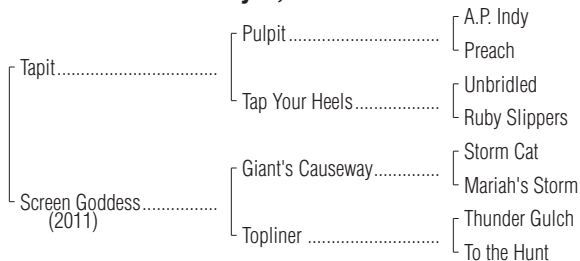 A.P. Indy
Pulpit
Preach
Tapit
Unbridled
Tap Your Heels
Ruby Slippers
Storm Cat
Giant's Causeway
Mariah's Storm
Screen Goddess
(2011)
Thunder Gulch
Topliner
To the Hunt